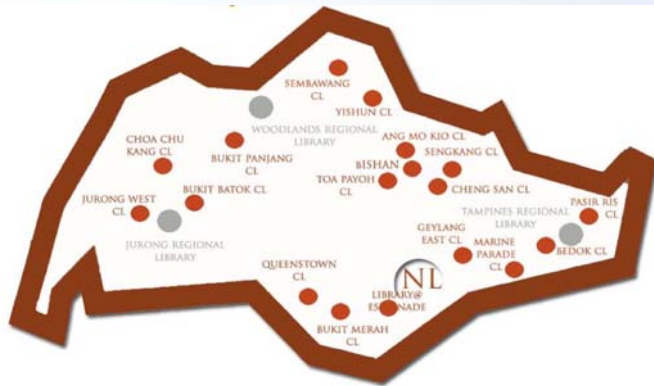 SEMBAWANG
CL
YISHUN CL
WOODLANDS REGIONAL
LIBRARY
CHOA CHU
KANG CL
BUKIT PANJANG
CL
ANG MO KIO CL
BISHAN
SENGKANG CL
TOA PAYOH
CL
CHENG SAN CL
BUKIT BATOK CL
JURONG WEST
CL
JURONG REGIONAL
LIBRARY
TAMPINES REGIONAL
LIBRARY
PASIR RIS
CL
BEDOK CL
GEYLANG
EAST CL
MARINE
PARADE
CL
QUEENSTOWN
CL
NL
LIBRARY@
ESPLANADE
BUKIT MERAH
CL